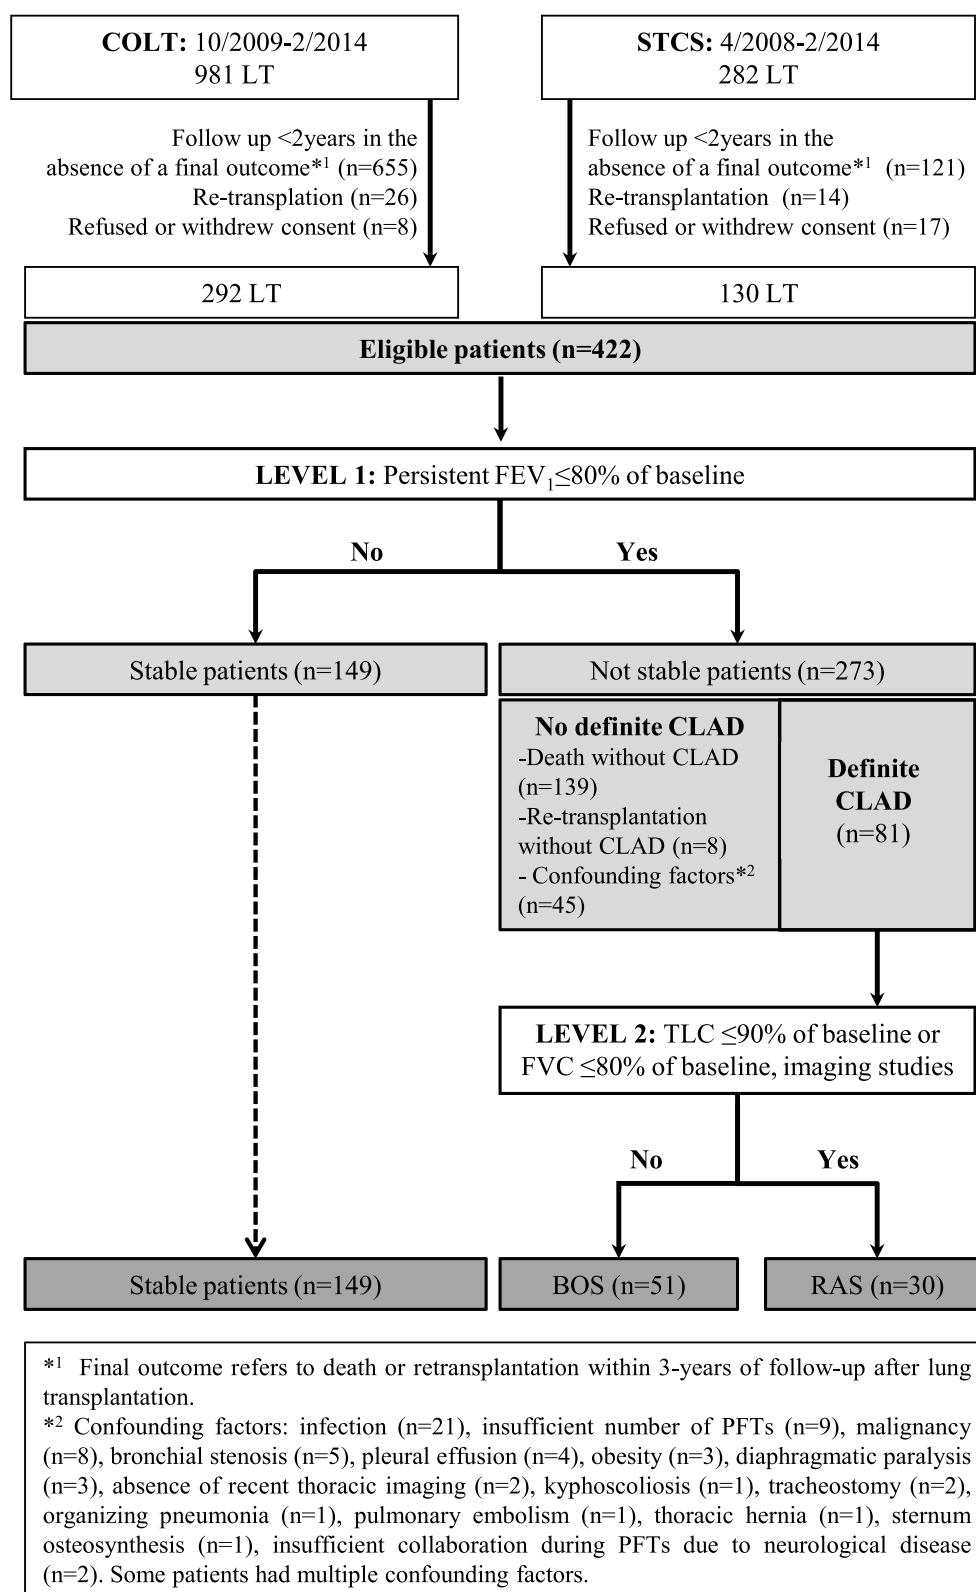 COLT: 10/2009-2/2014
981 LT
STCS: 4/2008-2/2014
282 LT
Follow up <2years in the
absence of a final outcome*1 (n=655)
Re-transplation (n=26)
Refused or withdrew consent (n=8)
Follow up <2years in the
absence of a final outcome*1 (n=121)
Re-transplantation (n=14)
Refused or withdrew consent (n=17)
292 LT
130 LT
Eligible patients (n=422)
LEVEL 1: Persistent FEV1≤80% of baseline
No
Yes
Stable patients (n=149)
Not stable patients (n=273)
No definite CLAD
-Death without CLAD
(n=139)
-Re-transplantation
without CLAD (n=8)
- Confounding factors*2
(n=45)
Definite
CLAD
(n=81)
LEVEL 2: TLC ≤90% of baseline or
FVC ≤80% of baseline, imaging studies
No
Yes
Stable patients (n=149)
BOS (n=51)
RAS (n=30)
*1 Final outcome refers to death or retransplantation within 3-years of follow-up after lung
transplantation.
*2 Confounding factors: infection (n=21), insufficient number of PFTs (n=9), malignancy
(n=8), bronchial stenosis (n=5), pleural effusion (n=4), obesity (n=3), diaphragmatic paralysis
(n=3), absence of recent thoracic imaging (n=2), kyphoscoliosis (n=1), tracheostomy (n=2),
organizing pneumonia (n=1), pulmonary embolism (n=1), thoracic hernia (n=1), sternum
osteosynthesis (n=1), insufficient collaboration during PFTs due to neurological disease
(n=2). Some patients had multiple confounding factors.